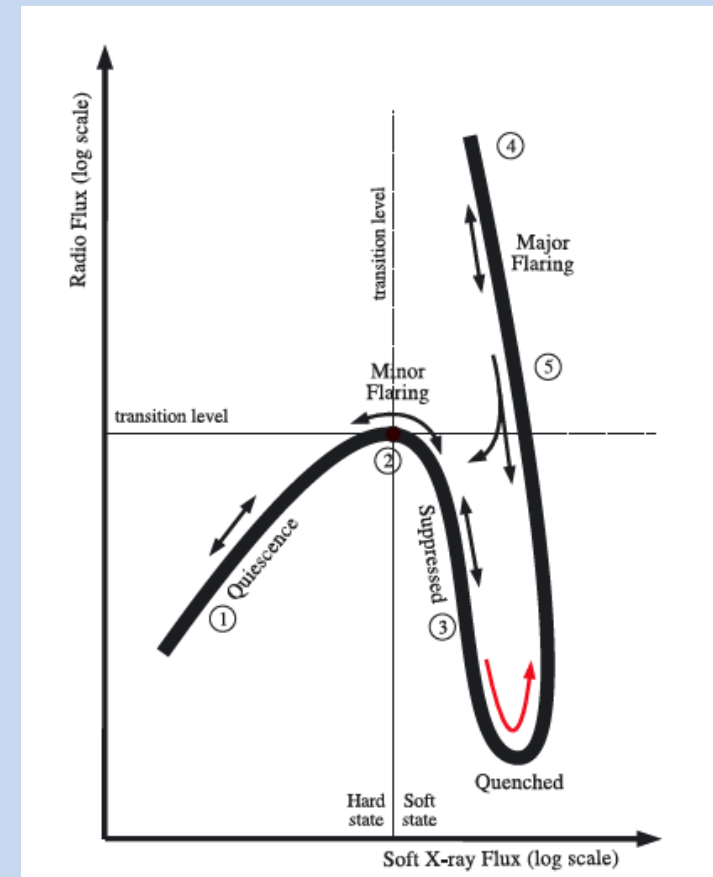 Radio Flux (log scale)
transition level
④
Major
Flaring
⑤
Minor
Flaring
transition level
②
Quiescence
①
Suppressed
③
Quenched
Hard
state
Soft
state
Soft X-ray Flux (log scale)